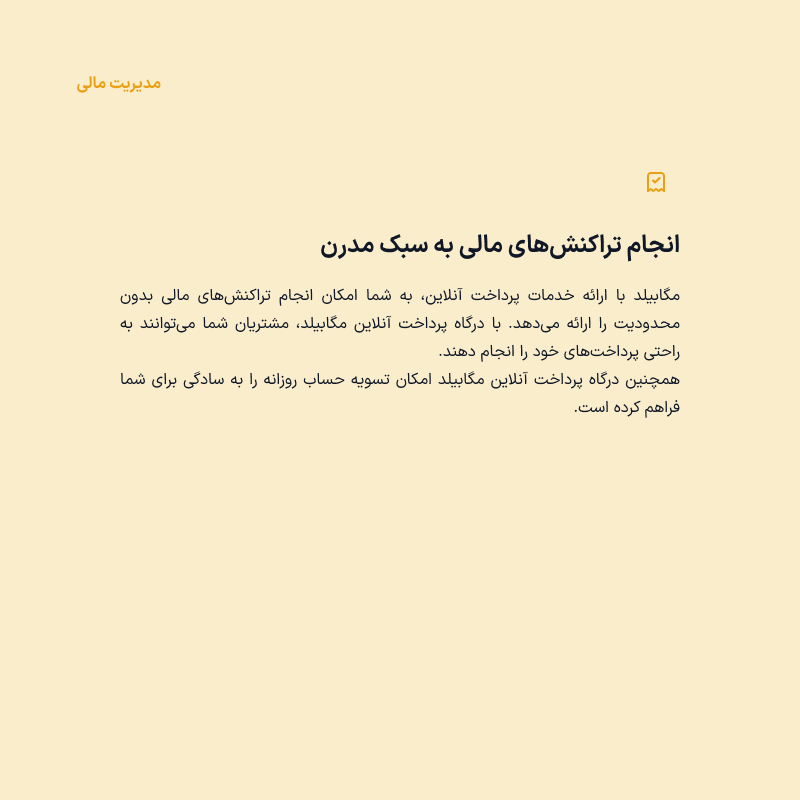 مدیریت مالی
انجام تراکنش‌های مالی به سبک مدرن
مگابیلد با ارائه خدمات پرداخت آنلاین، به شما امکان انجام تراکنش‌های مالی بدون
محدودیت را ارائه می‌دهد. با درگاه پرداخت آنلاین مگابیلد، مشتریان شما می‌توانند به
راحتی پرداخت‌های خود را انجام دهند.
همچنین درگاه پرداخت آنلاین مگابیلد امکان تسویه حساب روزانه را به سادگی برای شما
فراهم کرده است.